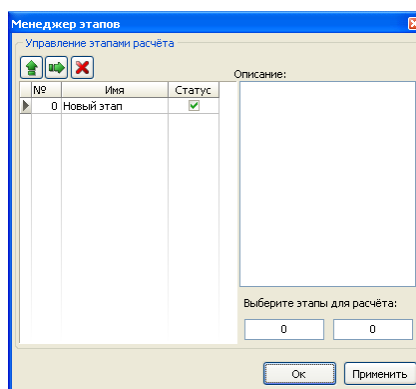 Менеджер этапов
Управление этапами расчёта
Описание:
№ Имя Статус
0 Новый этап
Выберите этапы для расчёта:
0 0
Ок Применить